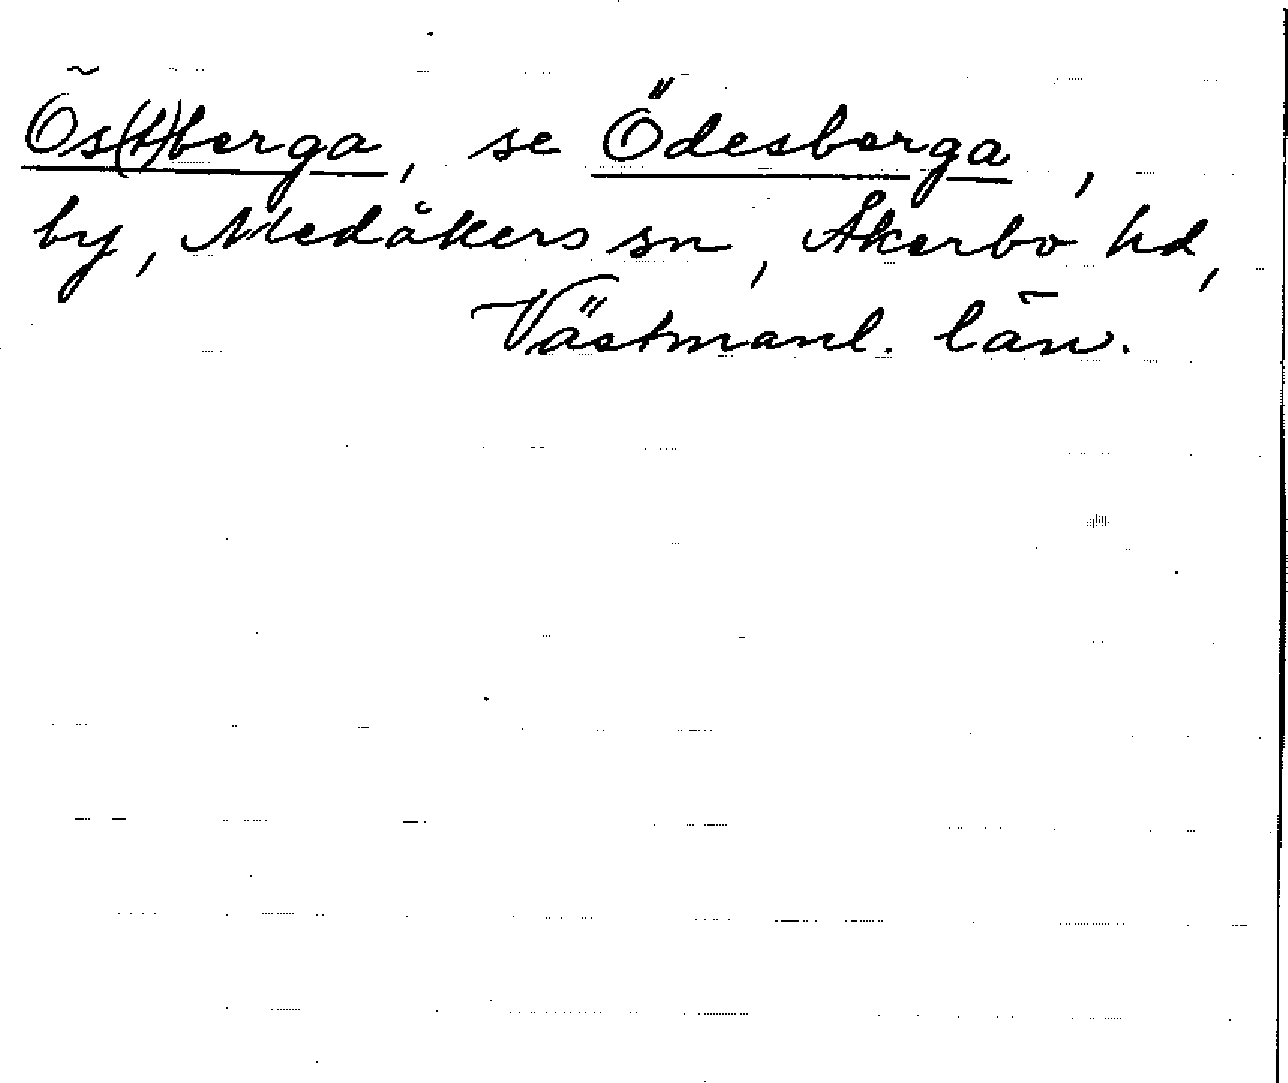 Ös(t)berga, se Ödesberga,
by, Medåkers sn, Åkerbo hd,
Västmanl. län.